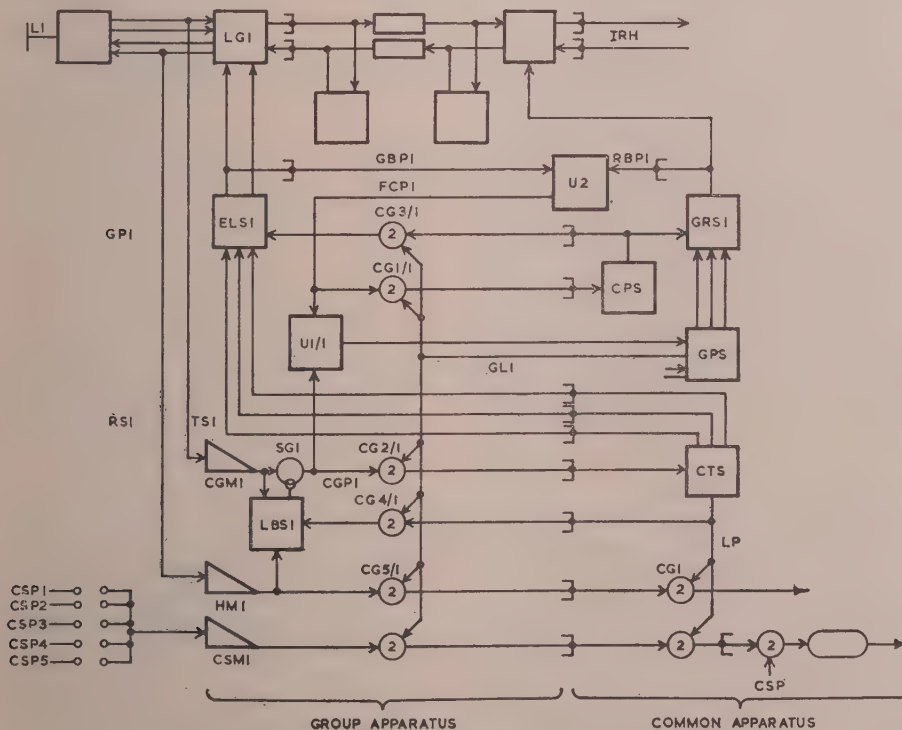 L1
LG1
IRH
GBP1
RBP1
U2
FCP1
ELS1
CG3/1
GRS1
GP1
CG1/1
2
CPS
2
U1/1
GPS
GL1
RS1
TS1
SG1
CG2/1
CGM1
CGP1
2
CTS
CG4/1
LBS1
2
LP
CG5/1
CG1
CSP1
CSP2
HM1
2
2
CSP3
CSP4
CSP5
CSM1
2
2
2
CSP
GROUP APPARATUS
COMMON APPARATUS